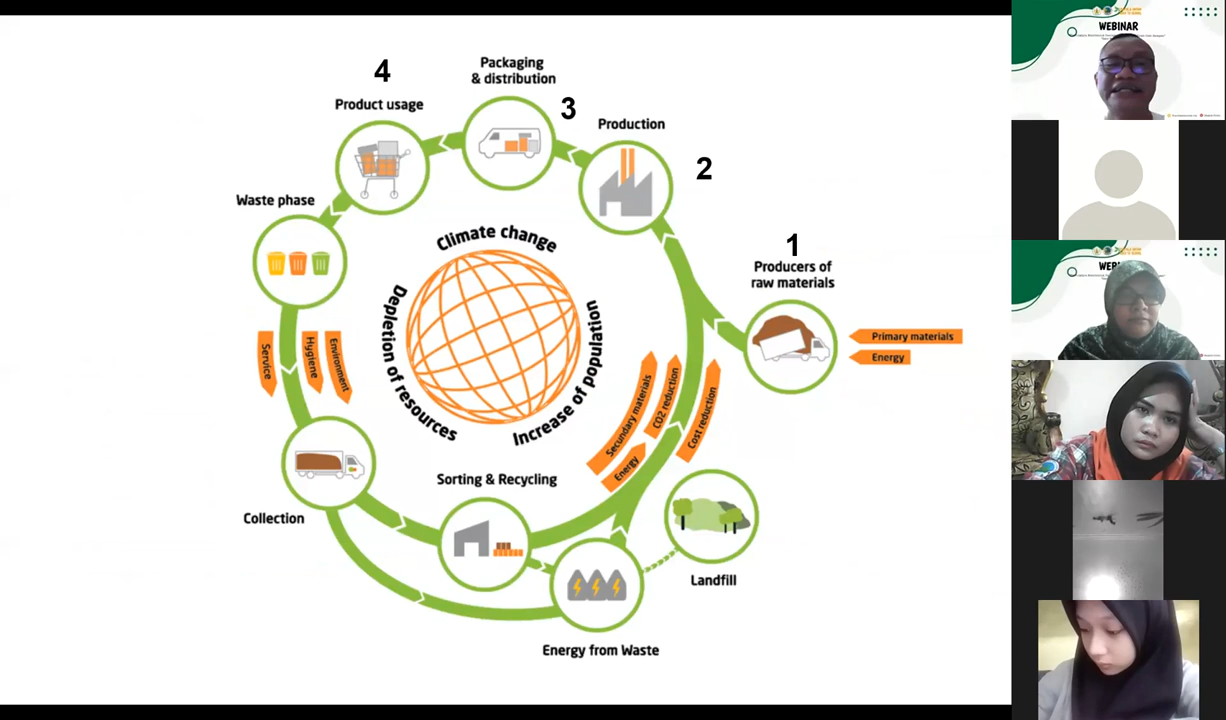 4
Packaging
& distribution
Product usage
3
Production
2
Waste phase
Climate change
Depletion of resources
Increase of population
1
Producers of
raw materials
Primary materials
Energy
Service
Hygiene
Environment
Secundary materials
CO2 reduction
Cost reduction
Energy
Sorting & Recycling
Collection
Landfill
Energy from Waste
WEBINAR